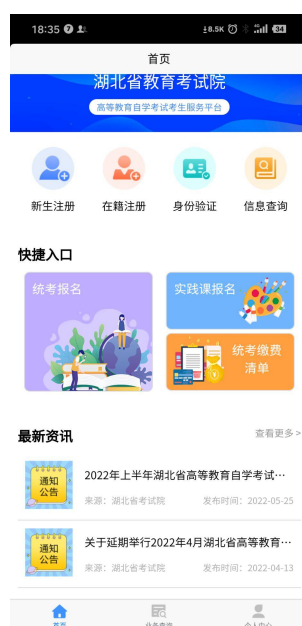 18:35
8.5K
34
首页
湖北省教育考试院
高等教育自学考试考生服务平台
新生注册 在籍注册 身份验证 信息查询
快捷入口
统考报名
实践课报名
统考缴费
清单
最新资讯 查看更多>
通知
公告
2022年上半年湖北省高等教育自学考试…
来源: 湖北省考试院 发布时间: 2022-05-25
通知
公告
关于延期举行2022年4月湖北省高等教育…
来源: 湖北省考试院 发布时间: 2022-04-13